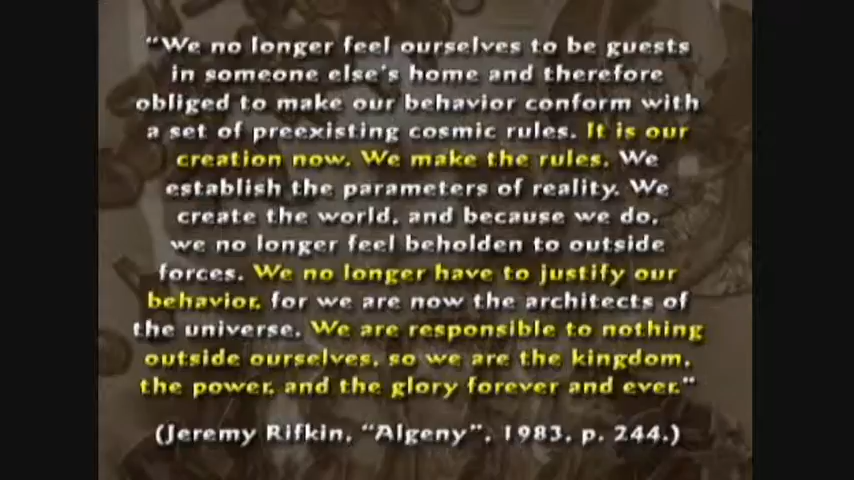 "We no longer feel ourselves to be guests
in someone else's home and therefore
obliged to make our behavior conform with
a set of preexisting cosmic rules. It is our
creation now. We make the rules. We
establish the parameters of reality. We
create the world, and because we do,
we no longer feel beholden to outside
forces. We no longer have to justify our
behavior, for we are now the architects of
the universe. We are responsible to nothing
outside ourselves, so we are the kingdom,
the power, and the glory forever and ever."
(Jeremy Rifkin, "Algeny", 1983, p. 244.)